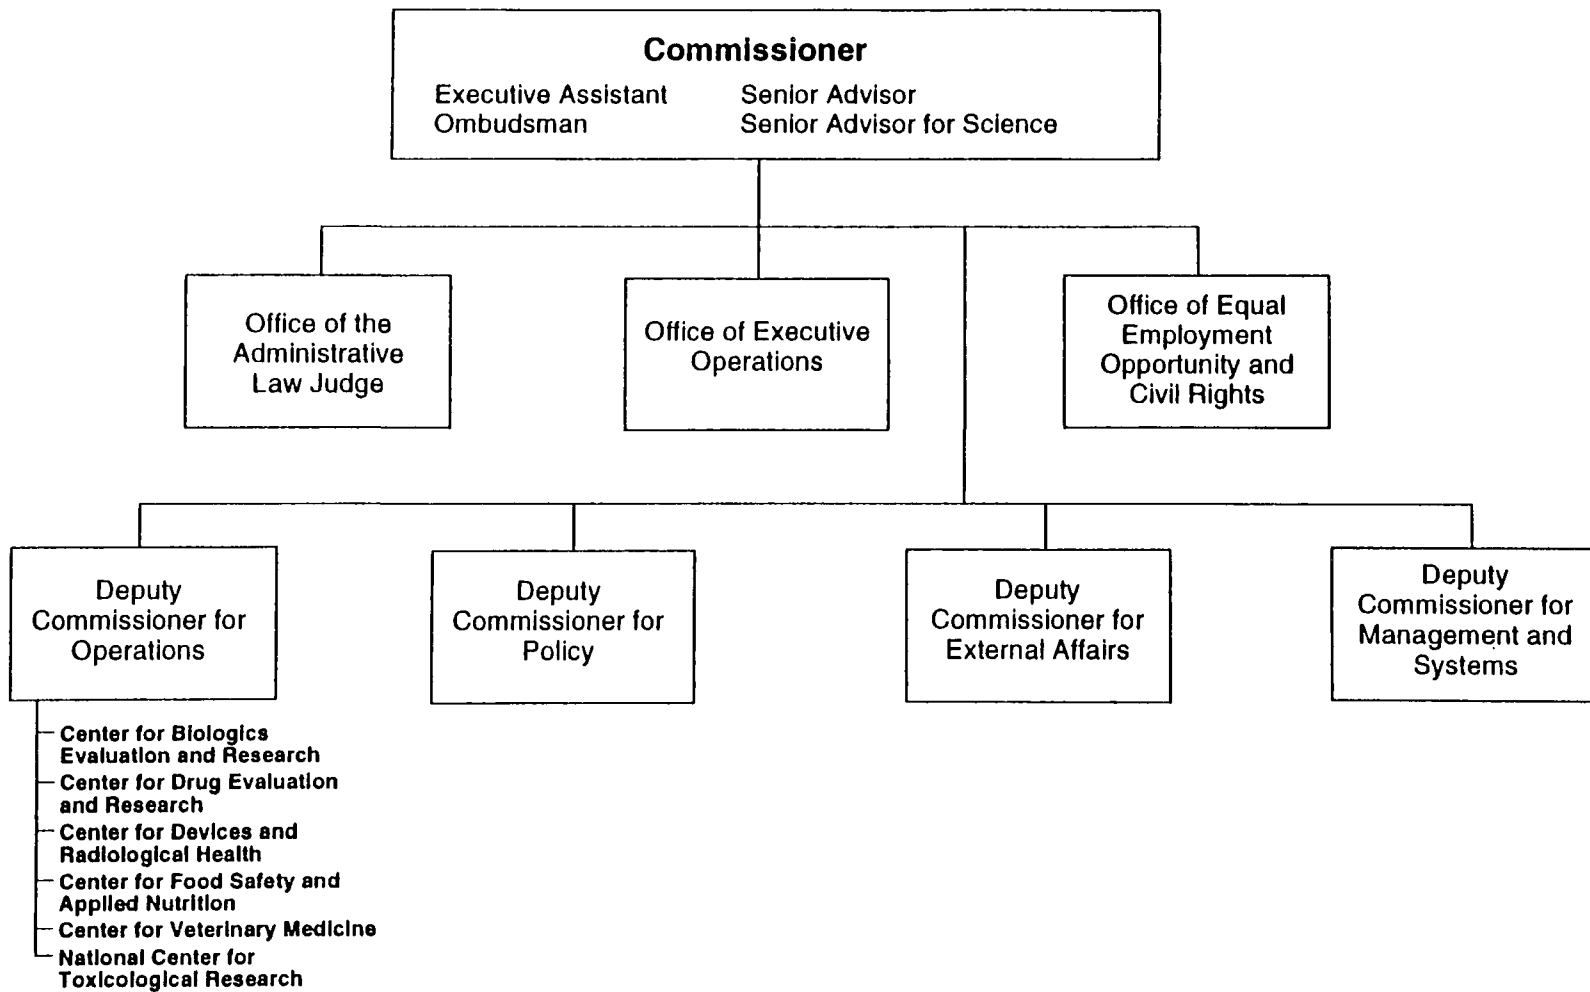 Commissioner
Executive Assistant
Senior Advisor
Ombudsman
Senior Advisor for Science
Office of the
Administrative
Law Judge
Office of Executive
Operations
Office of Equal
Employment
Opportunity and
Civil Rights
Deputy
Commissioner for
Operations
Deputy
Commissioner for
Policy
Deputy
Commissioner for
External Affairs
Deputy
Commissioner for
Management and
Systems
Center for Biologics
Evaluation and Research
Center for Drug Evaluation
and Research
Center for Devices and
Radiological Health
Center for Food Safety and
Applied Nutrition
Center for Veterinary Medicine
National Center for
Toxicological Research